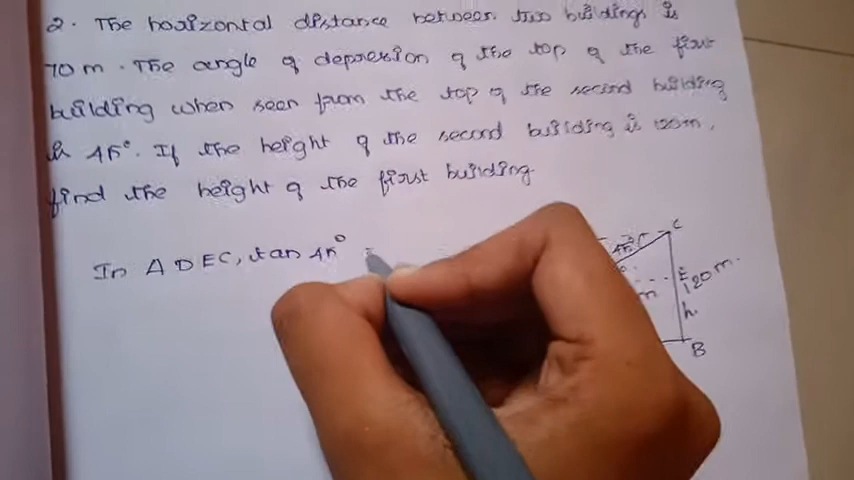 2. The horizontal distance between two buildings is
70 m. The angle of depression of the top of the first
building when seen from the top of the second building
is 45°. If the height of the second building is 120m,
find the height of the first building.
In Δ DEC, tan 45° =
45°
C
E
120 m.
h
B